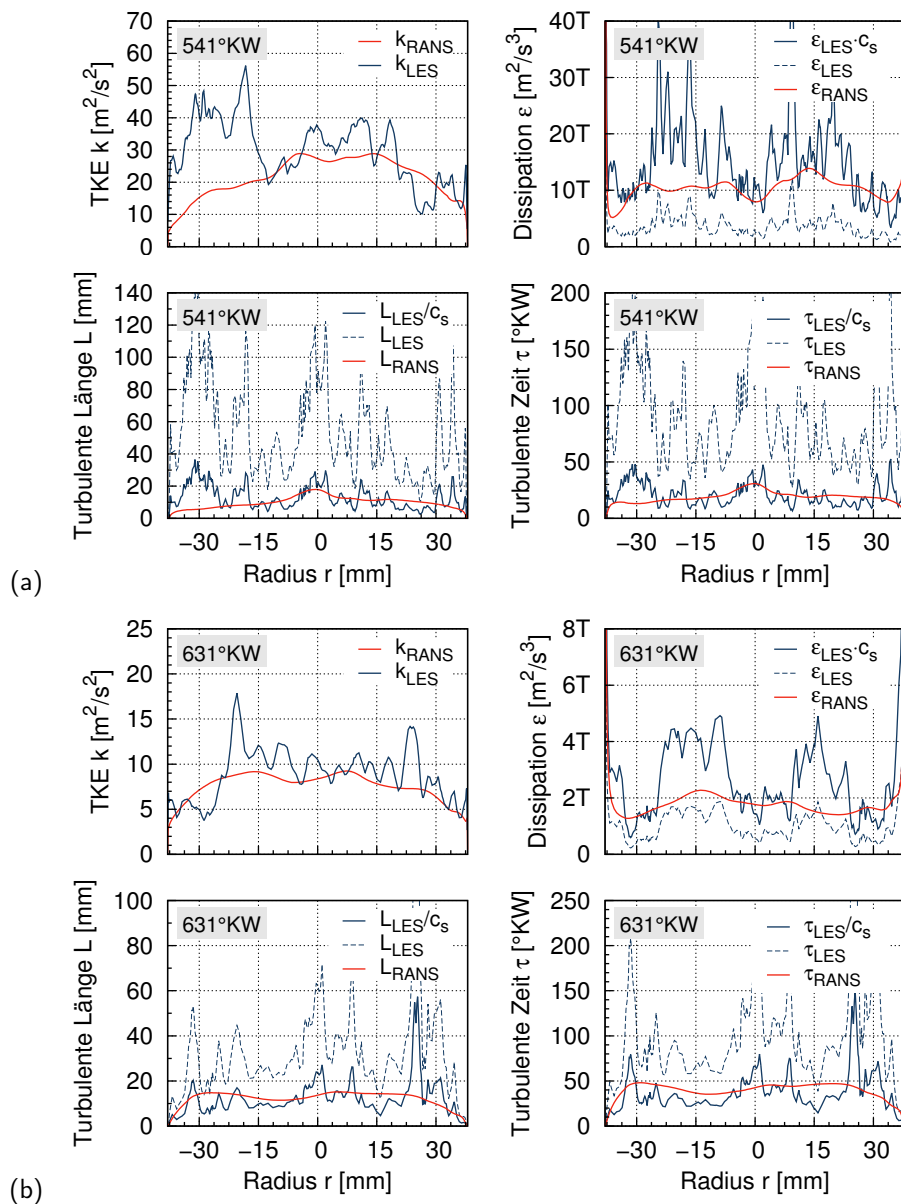 TKE k [m²/s²]
70
60
50
40
30
20
10
0
541°KW
k_RANS
k_LES
Dissipation ε [m²/s³]
40T
30T
20T
10T
0
541°KW
ε_LES·c_s
ε_LES
ε_RANS
Turbulente Länge L [mm]
140
120
100
80
60
40
20
0
541°KW
L_LES/c_s
L_LES
L_RANS
−30 −15 0 15 30
Radius r [mm]
Turbulente Zeit τ [°KW]
200
150
100
50
0
541°KW
τ_LES/c_s
τ_LES
τ_RANS
−30 −15 0 15 30
Radius r [mm]
(a)
TKE k [m²/s²]
25
20
15
10
5
0
631°KW
k_RANS
k_LES
Dissipation ε [m²/s³]
8T
6T
4T
2T
0
631°KW
ε_LES·c_s
ε_LES
ε_RANS
Turbulente Länge L [mm]
100
80
60
40
20
0
631°KW
L_LES/c_s
L_LES
L_RANS
−30 −15 0 15 30
Radius r [mm]
Turbulente Zeit τ [°KW]
250
200
150
100
50
0
631°KW
τ_LES/c_s
τ_LES
τ_RANS
−30 −15 0 15 30
Radius r [mm]
(b)